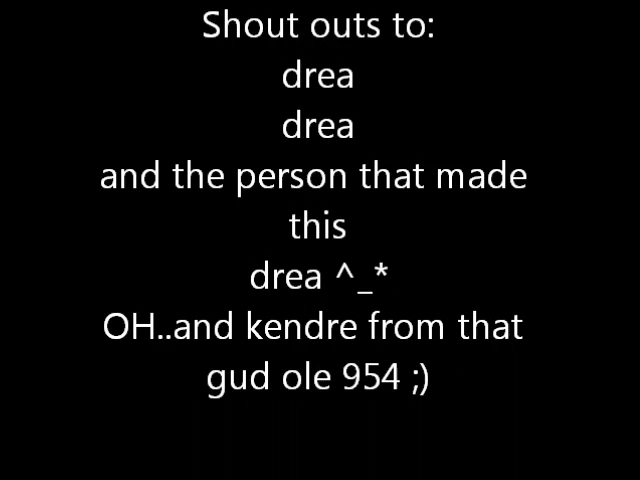 Shout outs to:
drea
drea
and the person that made
this
drea ^_*
OH..and kendre from that
gud ole 954 ;)